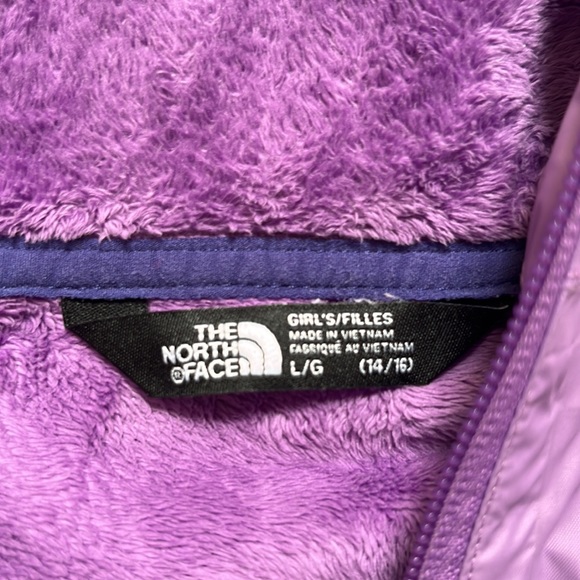 THE
NORTH
®FACE
GIRL'S/FILLES
MADE IN VIETNAM
FABRIQUÉ AU VIETNAM
L/G (14/16)